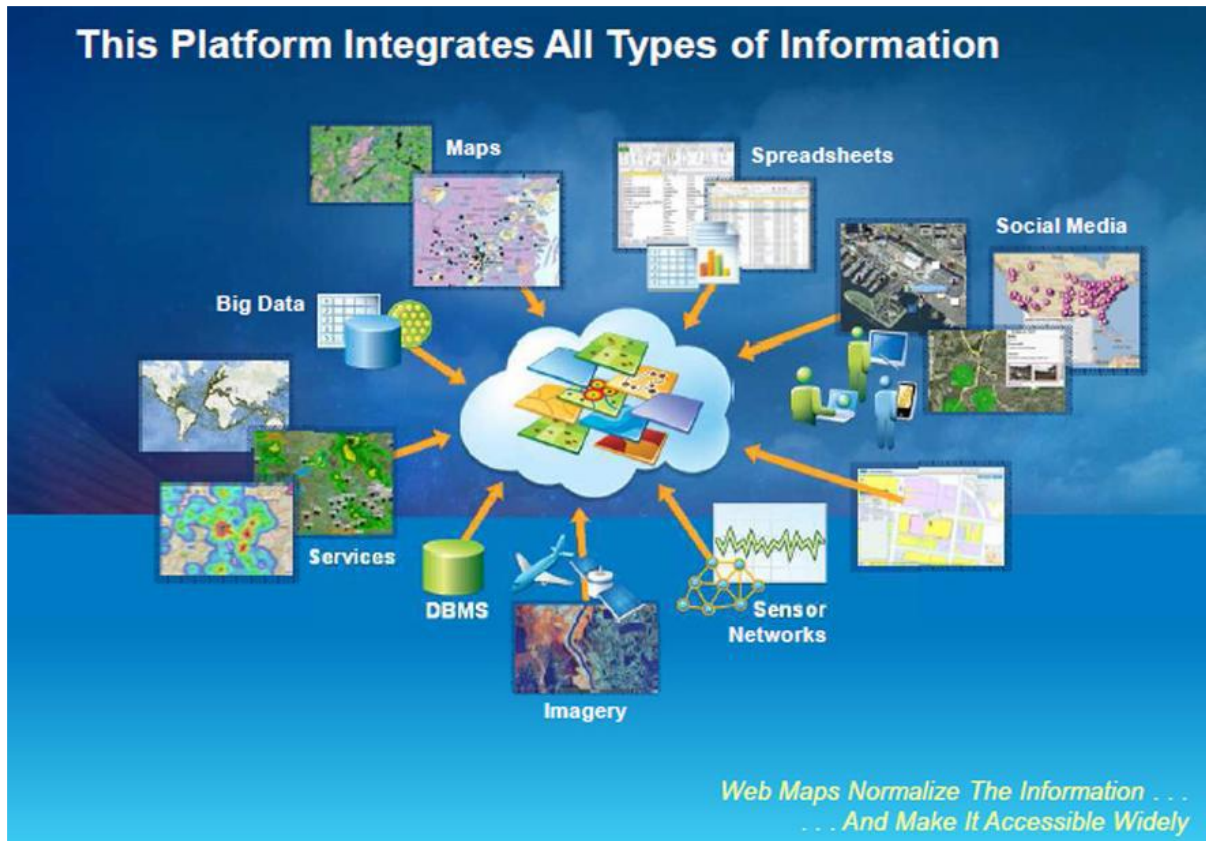 This Platform Integrates All Types of Information
Maps
Spreadsheets
Social Media
Big Data
Services
DBMS
Sensor
Networks
Imagery
Web Maps Normalize The Information . . .
. . . And Make It Accessible Widely